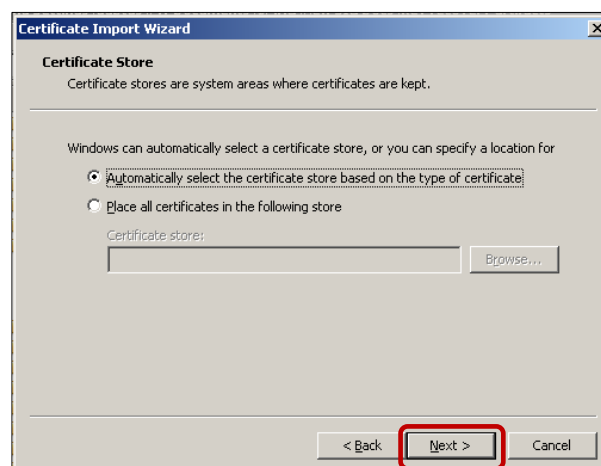 Certificate Import Wizard
Certificate Store
Certificate stores are system areas where certificates are kept.
Windows can automatically select a certificate store, or you can specify a location for
Automatically select the certificate store based on the type of certificate
Place all certificates in the following store
Certificate store:
Browse...
< Back
Next >
Cancel